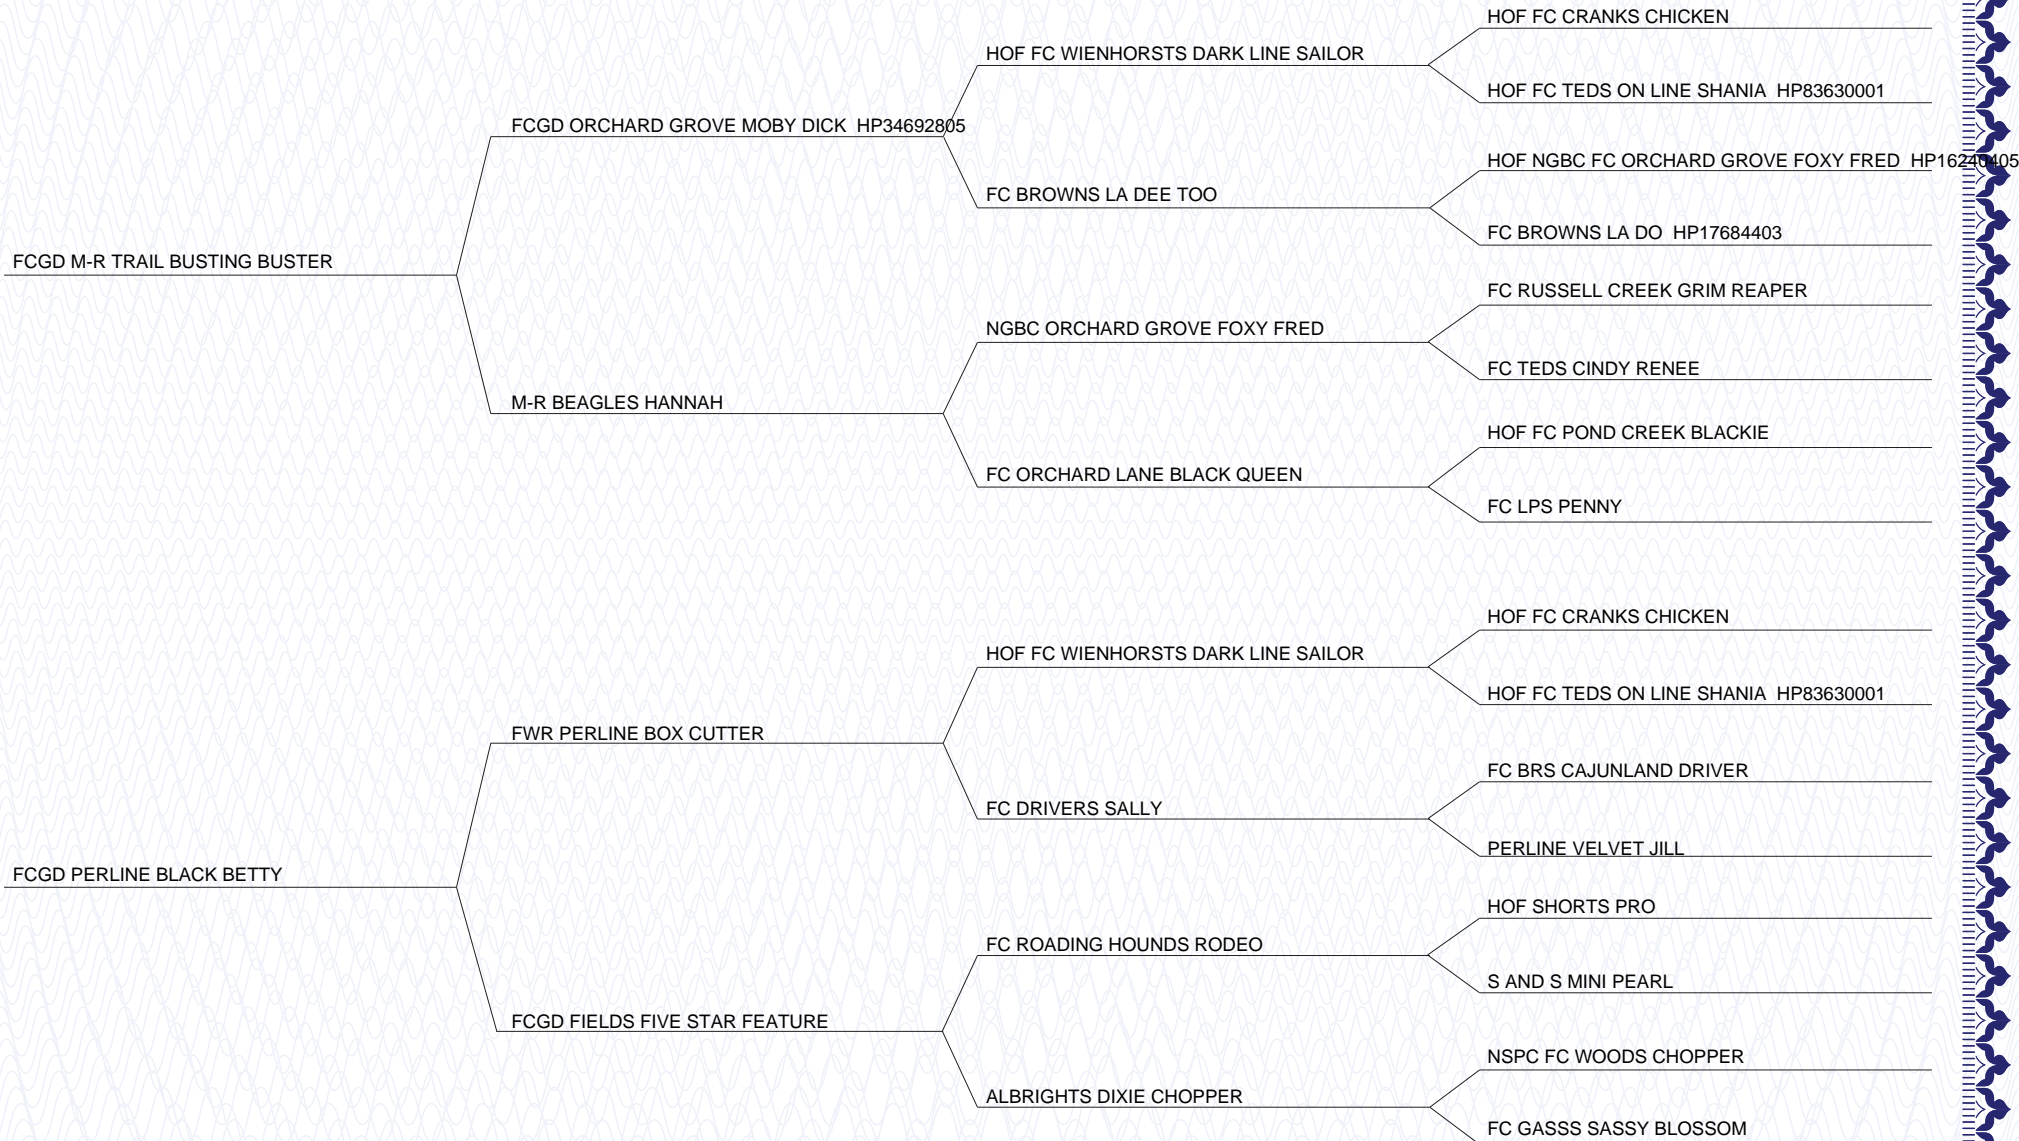 HOF FC CRANKS CHICKEN
HOF FC WIENHORSTS DARK LINE SAILOR
HOF FC TEDS ON LINE SHANIA HP83630001
FCGD ORCHARD GROVE MOBY DICK HP34692805
HOF NGBC FC ORCHARD GROVE FOXY FRED HP16240405
FC BROWNS LA DEE TOO
FC BROWNS LA DO HP17684403
FCGD M-R TRAIL BUSTING BUSTER
FC RUSSELL CREEK GRIM REAPER
NGBC ORCHARD GROVE FOXY FRED
FC TEDS CINDY RENEE
M-R BEAGLES HANNAH
HOF FC POND CREEK BLACKIE
FC ORCHARD LANE BLACK QUEEN
FC LPS PENNY
HOF FC CRANKS CHICKEN
HOF FC WIENHORSTS DARK LINE SAILOR
HOF FC TEDS ON LINE SHANIA HP83630001
FWR PERLINE BOX CUTTER
FC BRS CAJUNLAND DRIVER
FC DRIVERS SALLY
PERLINE VELVET JILL
FCGD PERLINE BLACK BETTY
HOF SHORTS PRO
FC ROADING HOUNDS RODEO
S AND S MINI PEARL
FCGD FIELDS FIVE STAR FEATURE
NSPC FC WOODS CHOPPER
ALBRIGHTS DIXIE CHOPPER
FC GASSS SASSY BLOSSOM